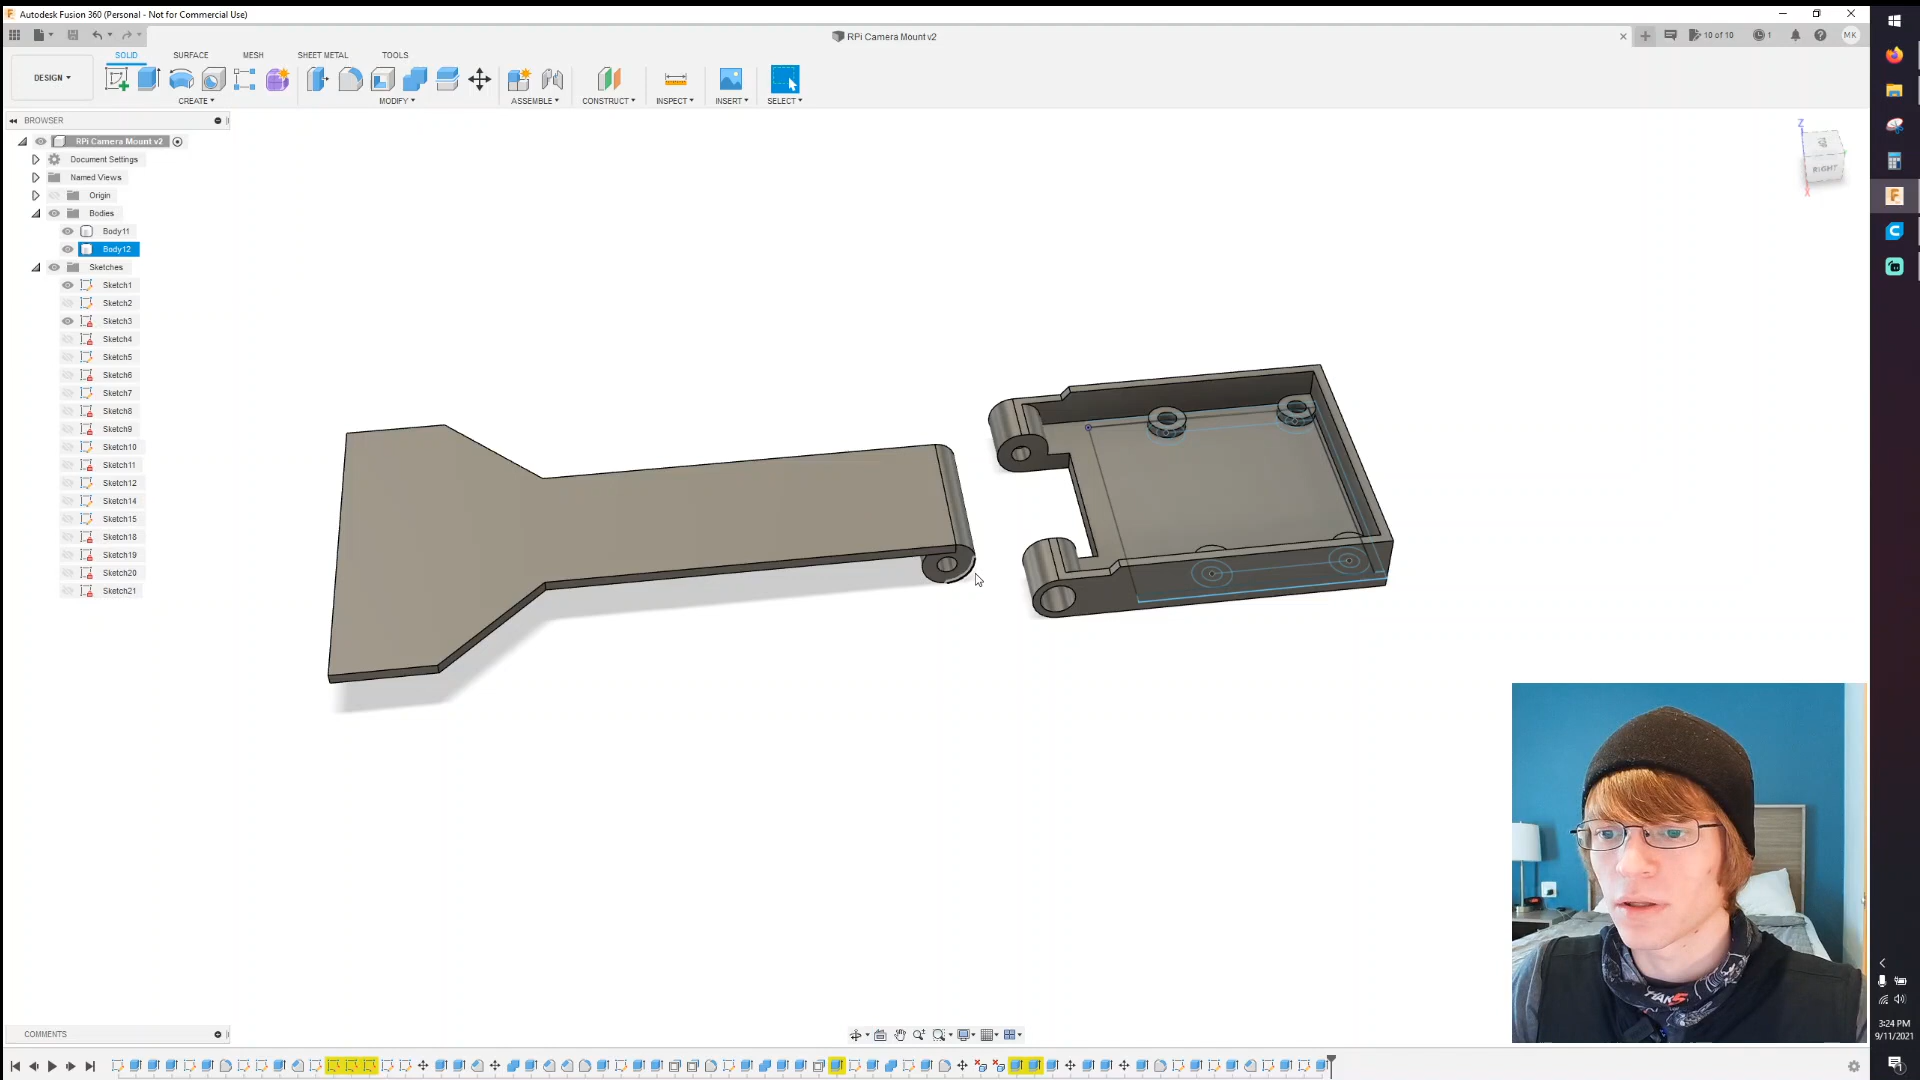 Autodesk Fusion 360 (Personal - Not for Commercial Use)
RPi Camera Mount v2
10 of 10
1
MK
SOLID
SURFACE
MESH
SHEET METAL
TOOLS
DESIGN
CREATE
MODIFY
ASSEMBLE
CONSTRUCT
INSPECT
INSERT
SELECT
BROWSER
RPi Camera Mount v2
Document Settings
Named Views
Origin
Bodies
Body11
Body12
Sketches
Sketch1
Sketch2
Sketch3
Sketch4
Sketch5
Sketch6
Sketch7
Sketch8
Sketch9
Sketch10
Sketch11
Sketch12
Sketch14
Sketch15
Sketch18
Sketch19
Sketch20
Sketch21
Z
RIGHT
X
COMMENTS
3:24 PM
9/11/2021